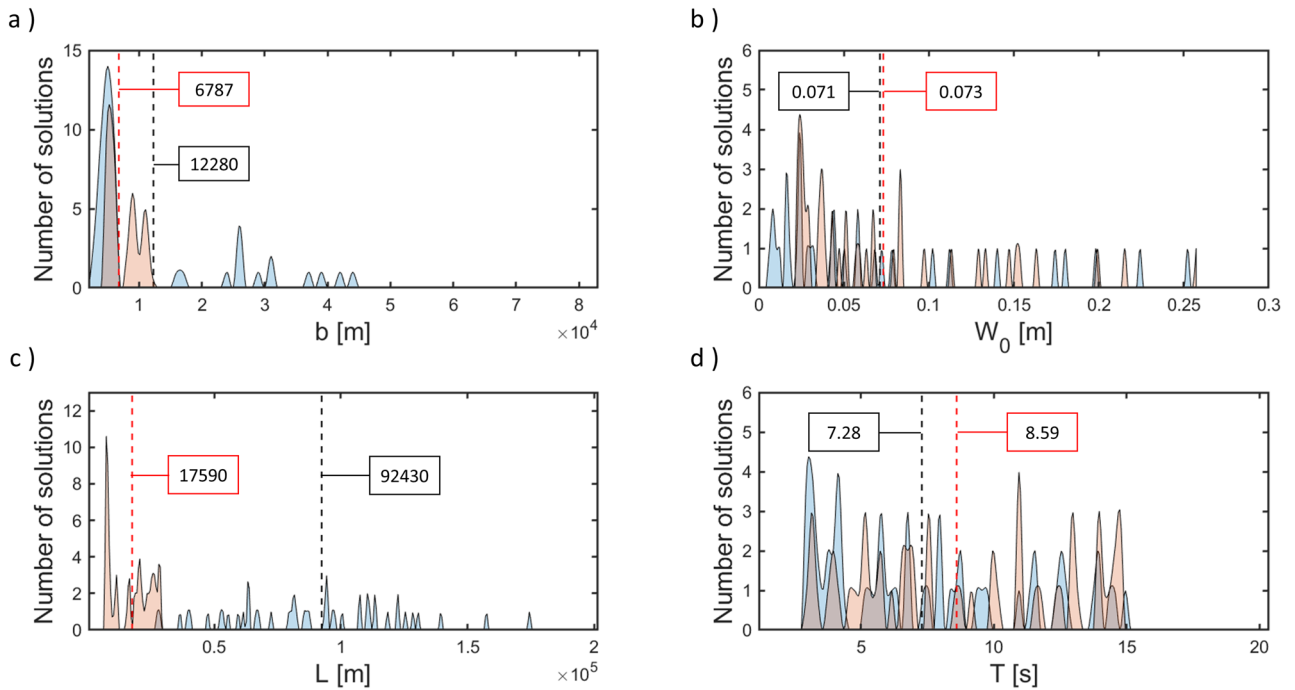 a )
15
10
5
0
Number of solutions
6787
12280
1 2 3 4 5 6 7 8
b [m]
×10⁴
b )
6
5
4
3
2
1
0
Number of solutions
0.071
0.073
0 0.05 0.1 0.15 0.2 0.25 0.3
W₀ [m]
c )
12
10
8
6
4
2
0
Number of solutions
17590
92430
0.5 1 1.5 2
L [m]
×10⁵
d )
6
5
4
3
2
1
0
Number of solutions
7.28
8.59
5 10 15 20
T [s]